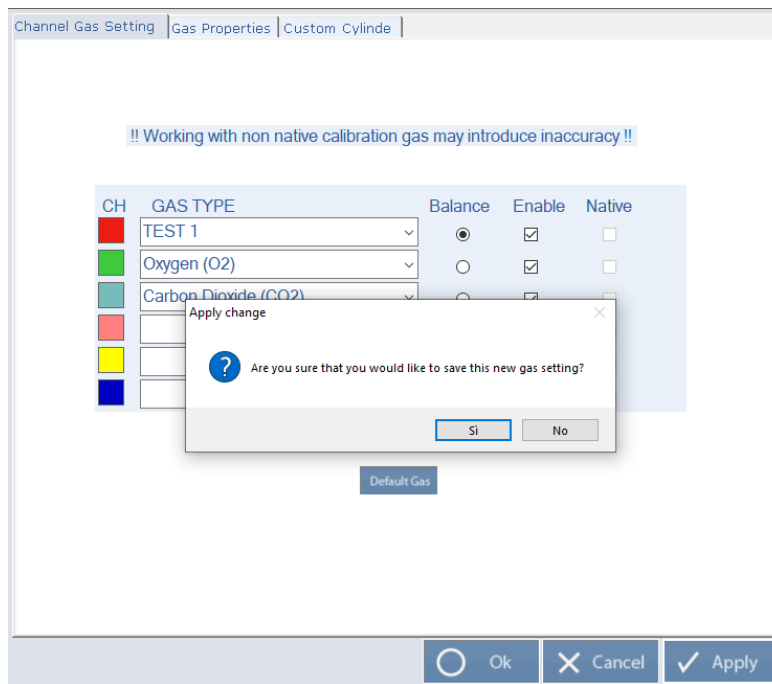 Channel Gas Setting Gas Properties Custom Cylinde
!! Working with non native calibration gas may introduce inaccuracy !!
CH GAS TYPE Balance Enable Native
TEST 1
Oxygen (O2)
Carbon Dioxide (CO2)
Apply change
Are you sure that you would like to save this new gas setting?
Sì No
Default Gas
Ok Cancel Apply